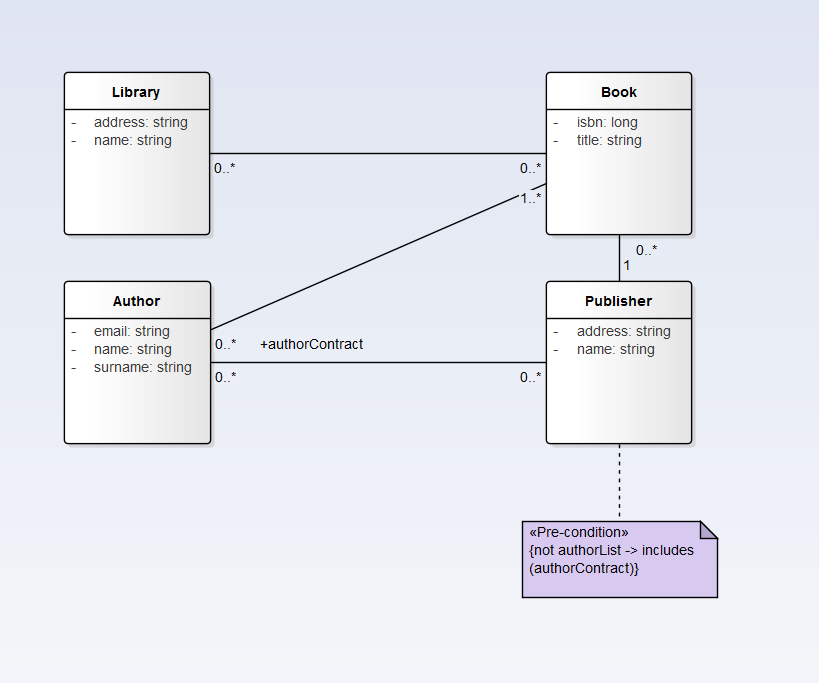 Library
- address: string
- name: string
Book
- isbn: long
- title: string
0..*
0..*
1..*
0..*
1
Author
- email: string
- name: string
- surname: string
Publisher
- address: string
- name: string
0..*
+authorContract
0..*
0..*
«Pre-condition»
{not authorList -> includes
(authorContract)}